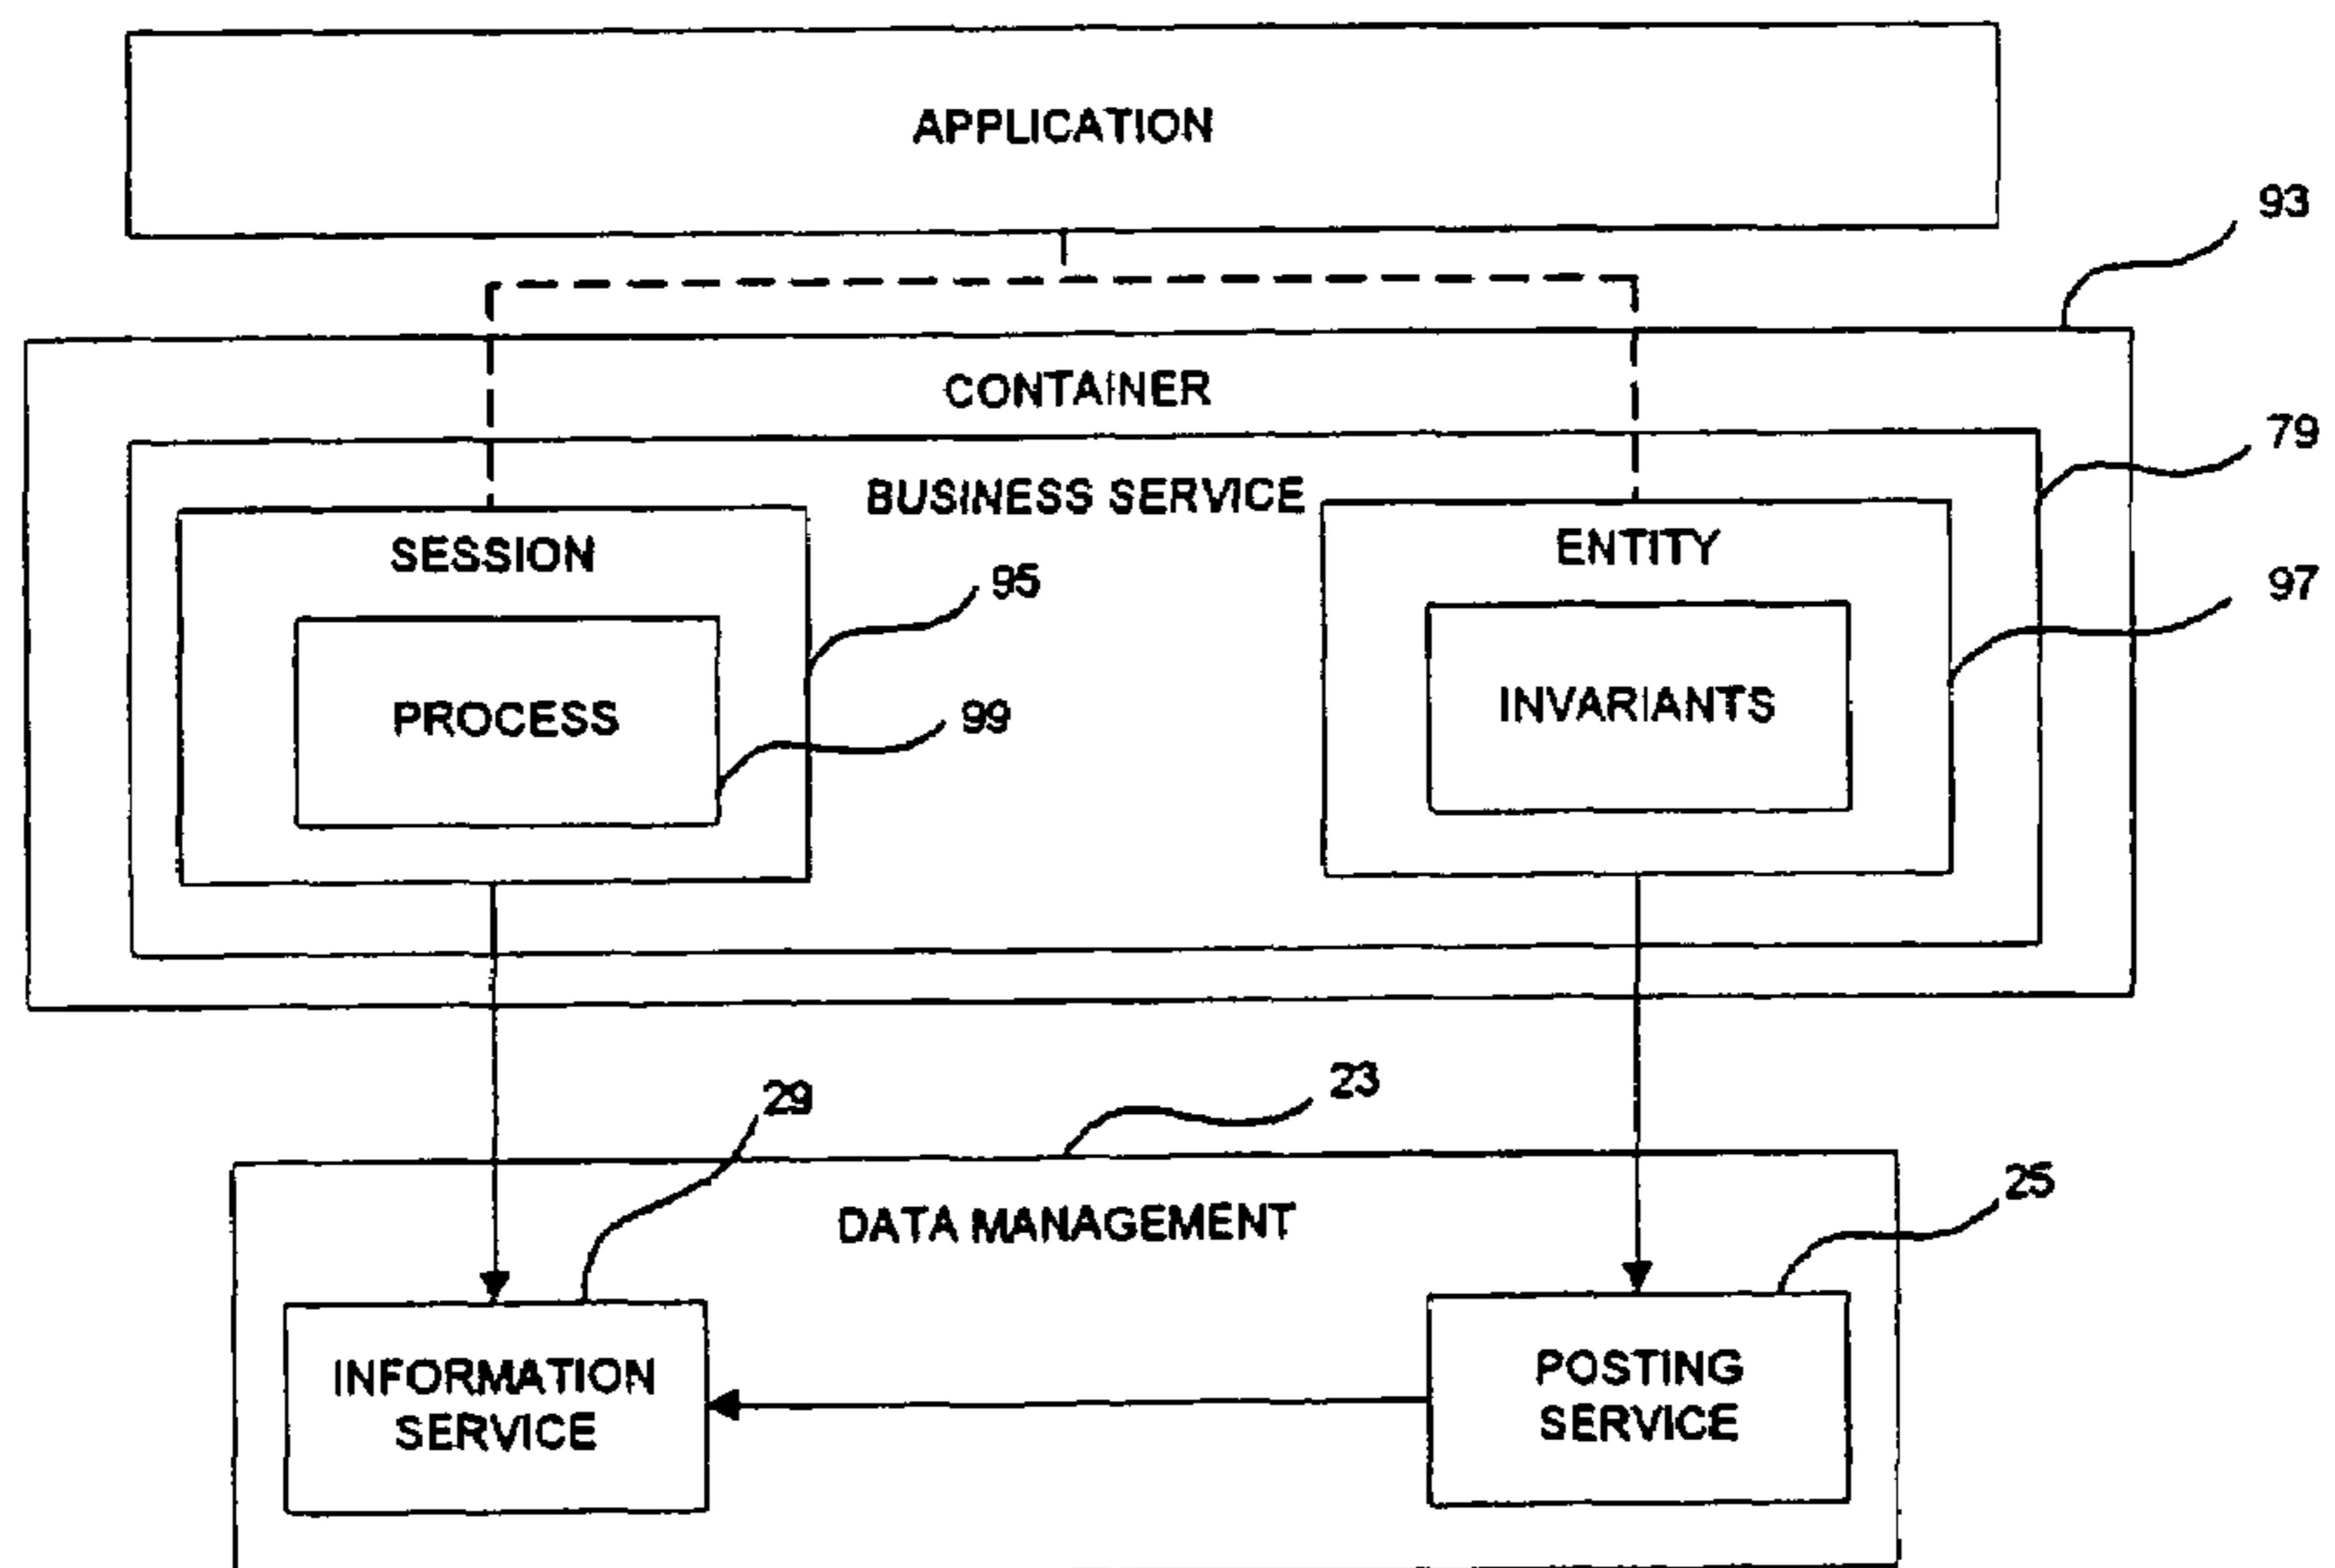 APPLICATION
93
CONTAINER
79
BUSINESS SERVICE
SESSION
ENTITY
95
97
PROCESS
99
INVARIANTS
29
23
25
DATA MANAGEMENT
INFORMATION
SERVICE
POSTING
SERVICE